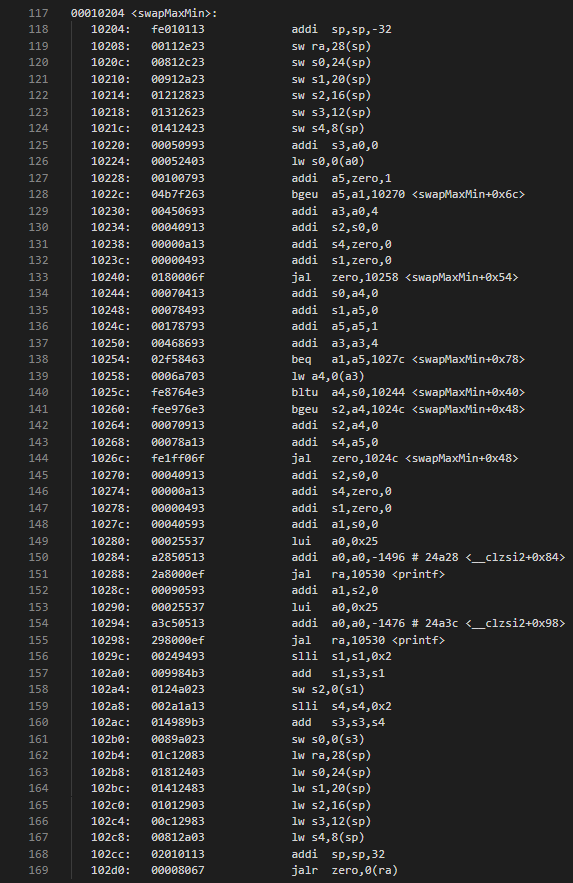 117 00010204 <swapMaxMin>:
118 10204: fe010113 addi sp,sp,-32
119 10208: 00112e23 sw ra,28(sp)
120 1020c: 00812c23 sw s0,24(sp)
121 10210: 00912a23 sw s1,20(sp)
122 10214: 01212823 sw s2,16(sp)
123 10218: 01312623 sw s3,12(sp)
124 1021c: 01412423 sw s4,8(sp)
125 10220: 00050993 addi s3,a0,0
126 10224: 00052403 lw s0,0(a0)
127 10228: 00100793 addi a5,zero,1
128 1022c: 04b7f263 bgeu a5,a1,10270 <swapMaxMin+0x6c>
129 10230: 00450693 addi a3,a0,4
130 10234: 00040913 addi s2,s0,0
131 10238: 00000a13 addi s4,zero,0
132 1023c: 00000493 addi s1,zero,0
133 10240: 0180006f jal zero,10258 <swapMaxMin+0x54>
134 10244: 00070413 addi s0,a4,0
135 10248: 00078493 addi s1,a5,0
136 1024c: 00178793 addi a5,a5,1
137 10250: 00468693 addi a3,a3,4
138 10254: 02f58463 beq a1,a5,1027c <swapMaxMin+0x78>
139 10258: 0006a703 lw a4,0(a3)
140 1025c: fe8764e3 bltu a4,s0,10244 <swapMaxMin+0x40>
141 10260: fee976e3 bgeu s2,a4,1024c <swapMaxMin+0x48>
142 10264: 00070913 addi s2,a4,0
143 10268: 00078a13 addi s4,a5,0
144 1026c: fe1ff06f jal zero,1024c <swapMaxMin+0x48>
145 10270: 00040913 addi s2,s0,0
146 10274: 00000a13 addi s4,zero,0
147 10278: 00000493 addi s1,zero,0
148 1027c: 00040593 addi a1,s0,0
149 10280: 00025537 lui a0,0x25
150 10284: a2850513 addi a0,a0,-1496 # 24a28 <__clzsi2+0x84>
151 10288: 2a8000ef jal ra,10530 <printf>
152 1028c: 00090593 addi a1,s2,0
153 10290: 00025537 lui a0,0x25
154 10294: a3c50513 addi a0,a0,-1476 # 24a3c <__clzsi2+0x98>
155 10298: 298000ef jal ra,10530 <printf>
156 1029c: 00249493 slli s1,s1,0x2
157 102a0: 009984b3 add s1,s3,s1
158 102a4: 0124a023 sw s2,0(s1)
159 102a8: 002a1a13 slli s4,s4,0x2
160 102ac: 014989b3 add s3,s3,s4
161 102b0: 0089a023 sw s0,0(s3)
162 102b4: 01c12083 lw ra,28(sp)
163 102b8: 01812403 lw s0,24(sp)
164 102bc: 01412483 lw s1,20(sp)
165 102c0: 01012903 lw s2,16(sp)
166 102c4: 00c12983 lw s3,12(sp)
167 102c8: 00812a03 lw s4,8(sp)
168 102cc: 02010113 addi sp,sp,32
169 102d0: 00008067 jalr zero,0(ra)